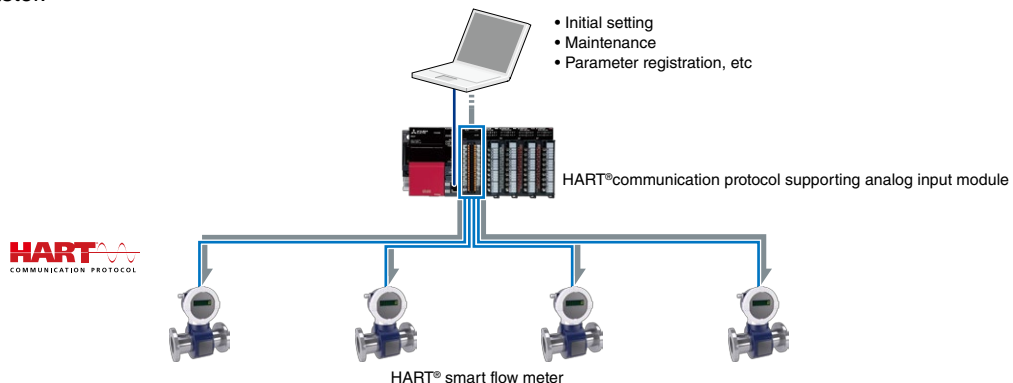 • Initial setting
• Maintenance
• Parameter registration, etc
HART®communication protocol supporting analog input module
HART
COMMUNICATION PROTOCOL
HART® smart flow meter